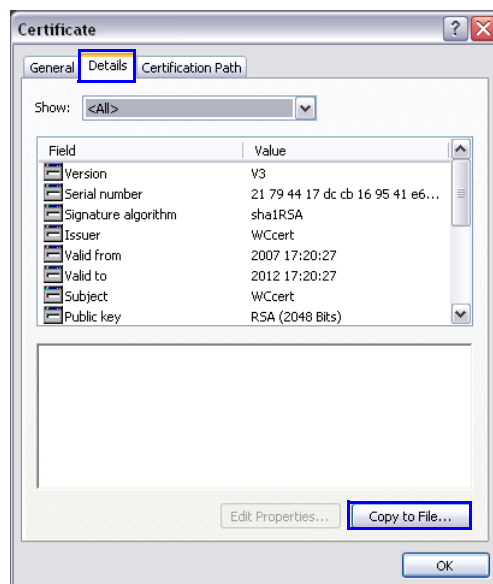 Certificate
General Details Certification Path
Show: <All>
Field Value
Version V3
Serial number 21 79 44 17 dc cb 16 95 41 e6...
Signature algorithm sha1RSA
Issuer WCcert
Valid from 2007 17:20:27
Valid to 2012 17:20:27
Subject WCcert
Public key RSA (2048 Bits)
Edit Properties... Copy to File...
OK